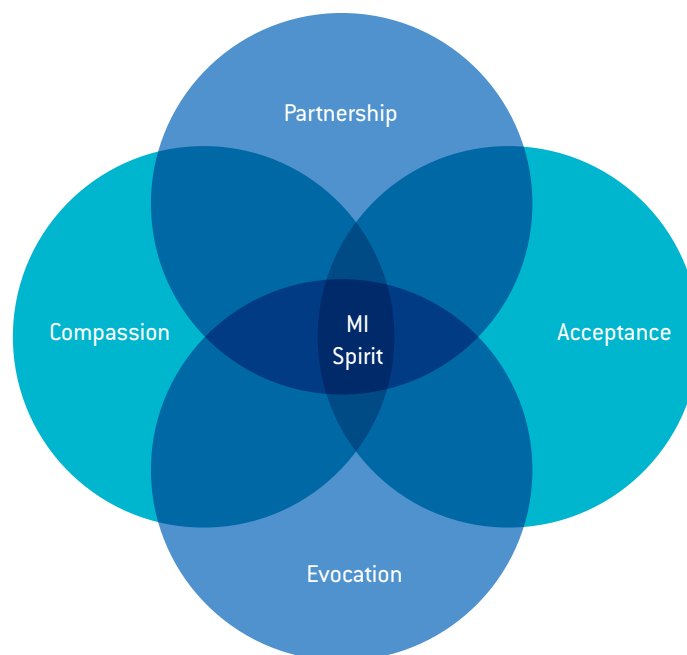 Partnership
Compassion
MI
Spirit
Acceptance
Evocation